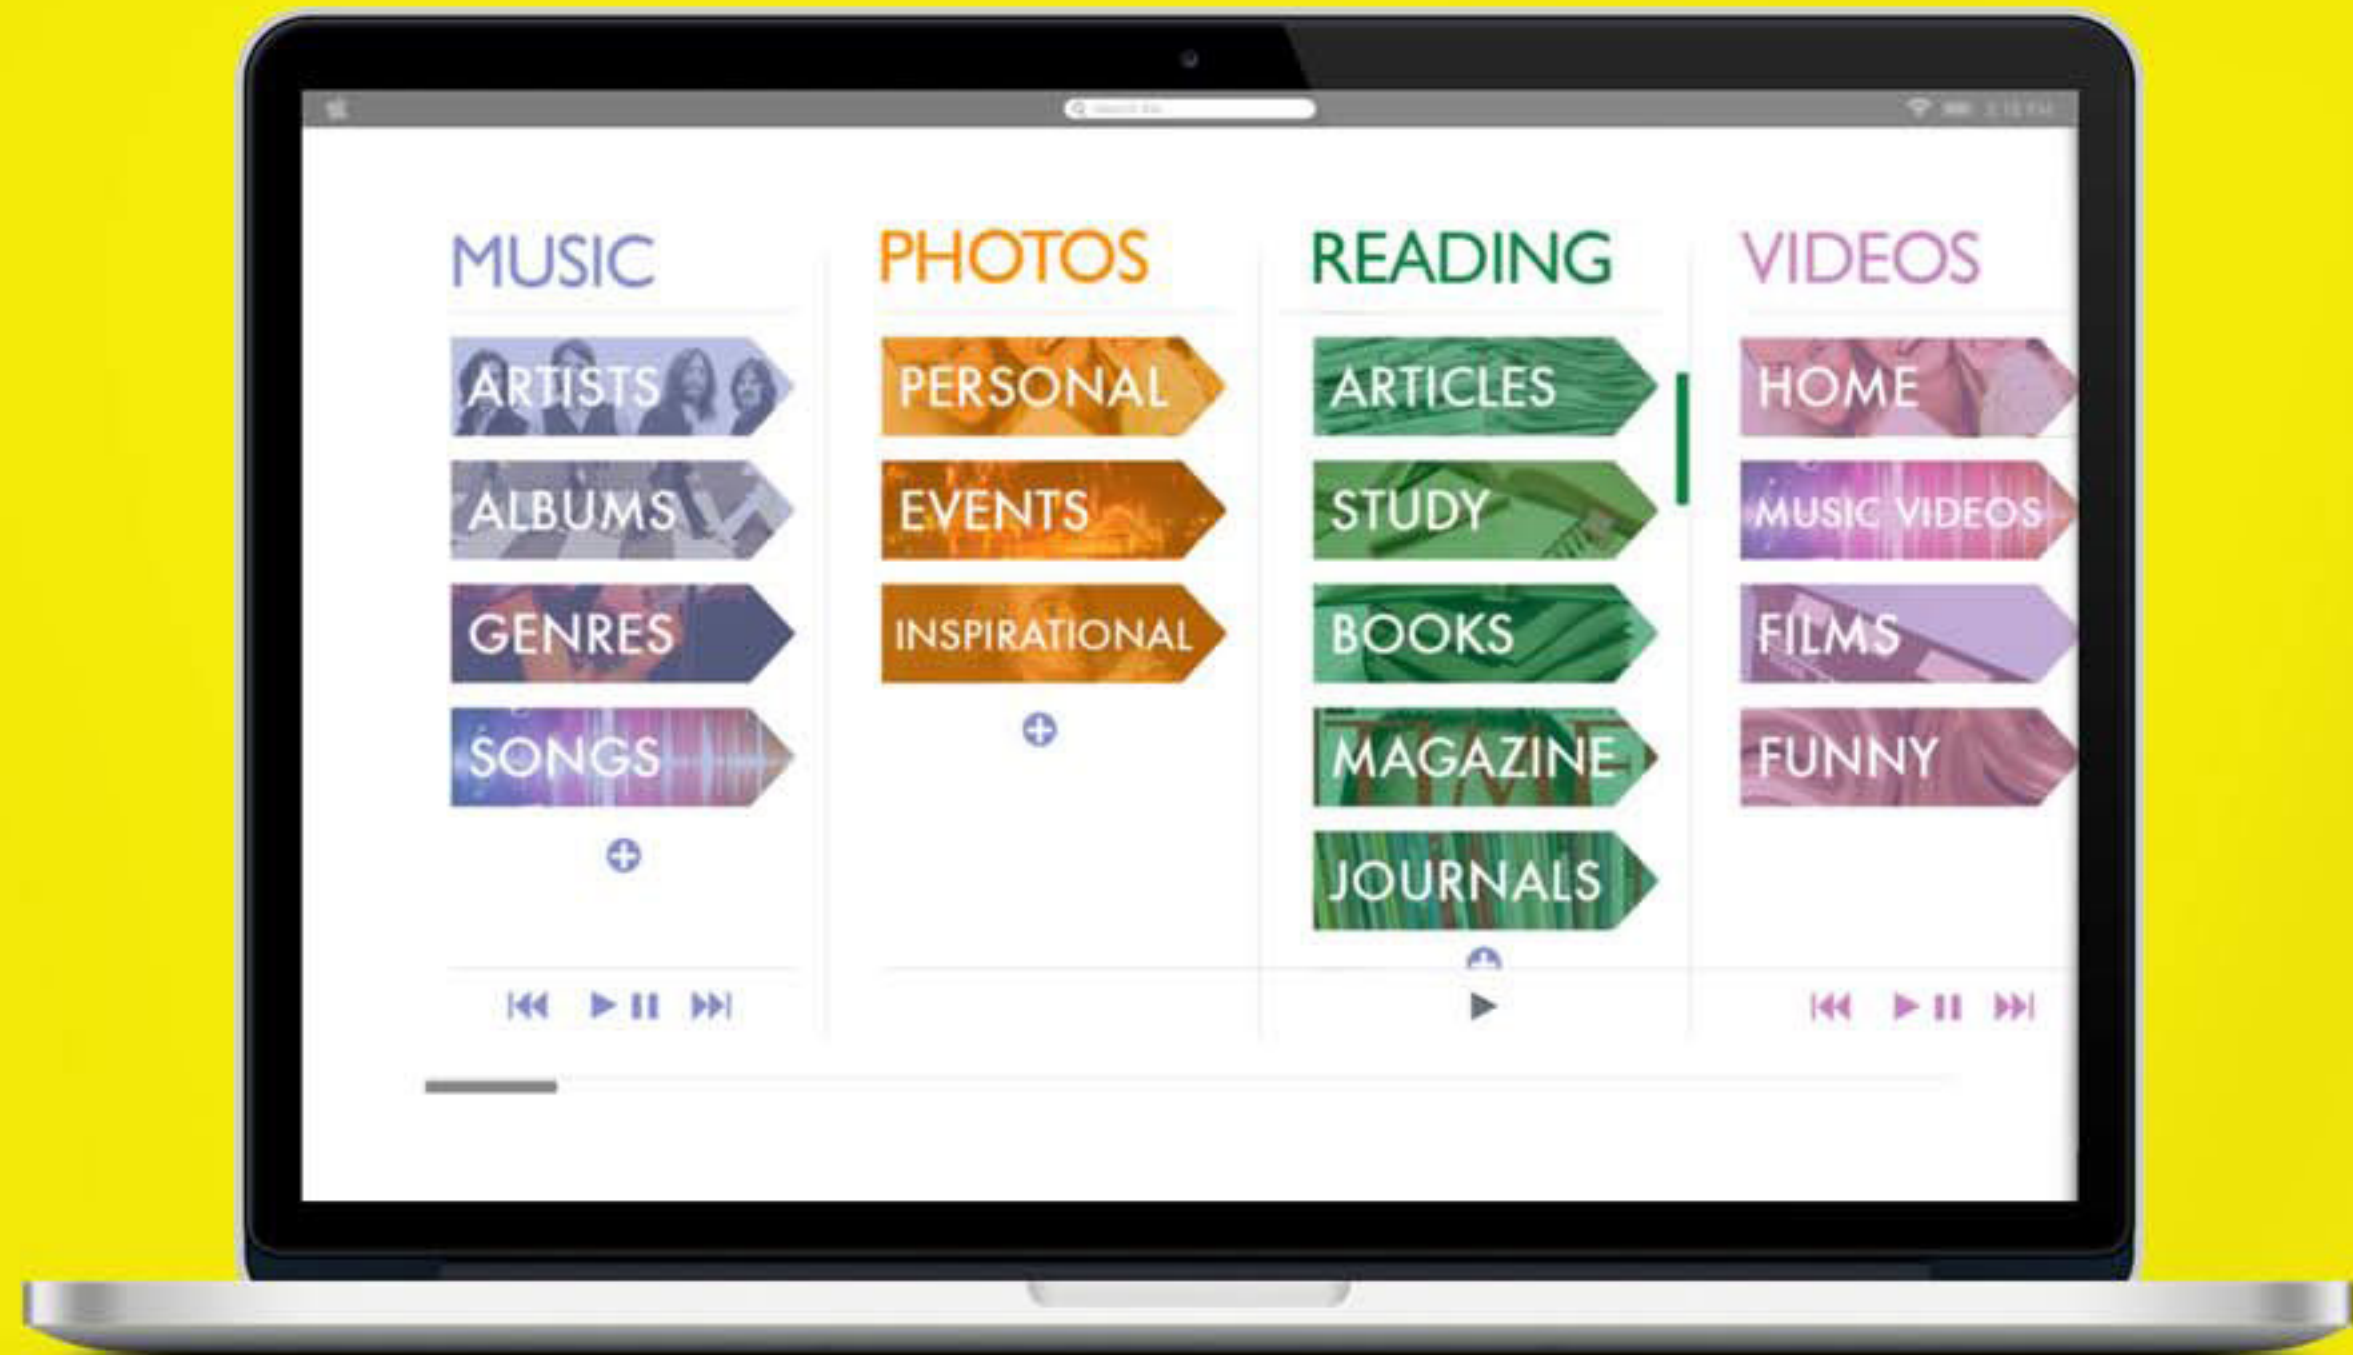 MUSIC
ARTISTS
ALBUMS
GENRES
SONGS
PHOTOS
PERSONAL
EVENTS
INSPIRATIONAL
READING
ARTICLES
STUDY
BOOKS
MAGAZINE
TIME
JOURNALS
VIDEOS
HOME
MUSIC VIDEOS
FILMS
FUNNY